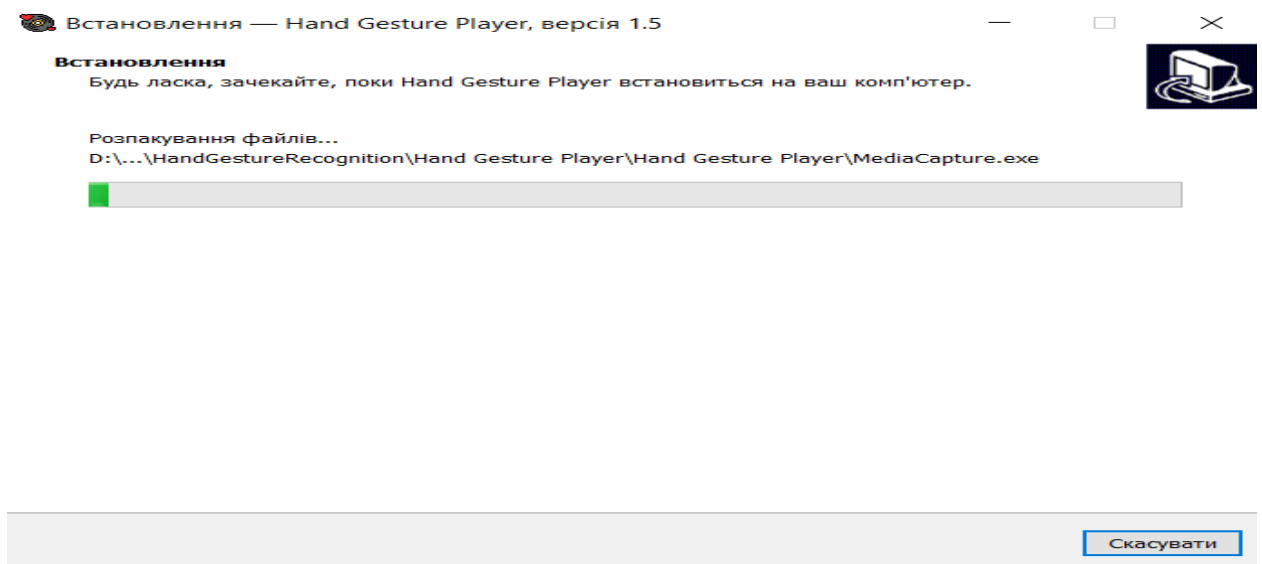 Встановлення — Hand Gesture Player, версія 1.5
Встановлення
Будь ласка, зачекайте, поки Hand Gesture Player встановиться на ваш комп'ютер.
Розпакування файлів...
D:\...\HandGestureRecognition\Hand Gesture Player\Hand Gesture Player\MediaCapture.exe
Скасувати